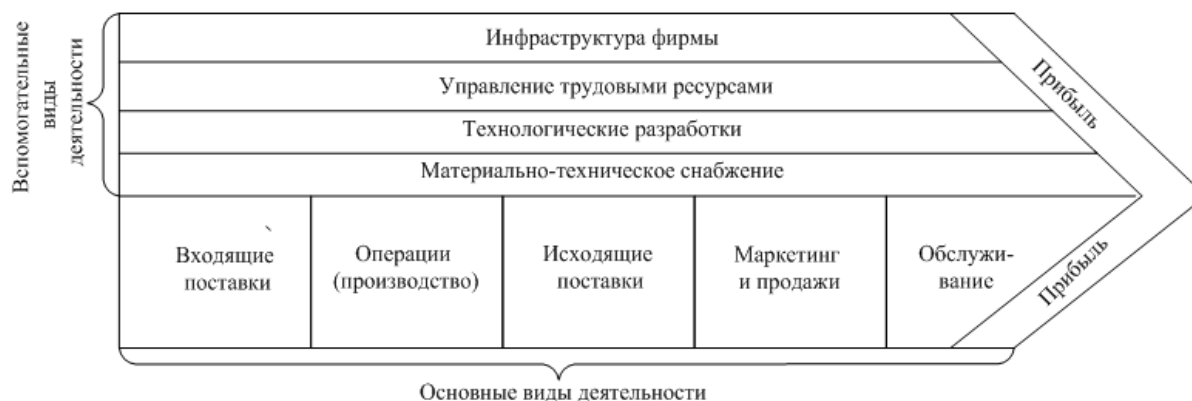 Вспомогательные
виды
деятельности
Инфраструктура фирмы
Управление трудовыми ресурсами
Технологические разработки
Материально-техническое снабжение
Прибыль
Входящие
поставки
Операции
(производство)
Исходящие
поставки
Маркетинг
и продажи
Обслужи-
вание
Прибыль
Основные виды деятельности